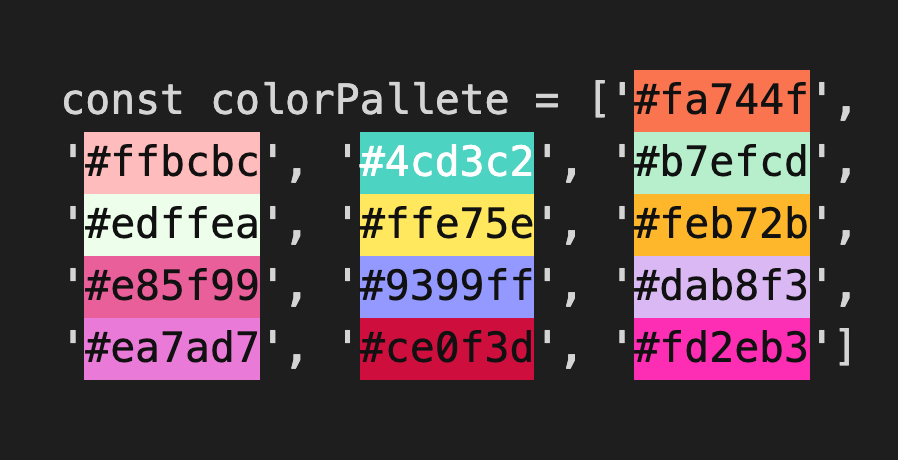 const colorPallete = ['#fa744f',
'#ffbcbc', '#4cd3c2', '#b7efcd',
'#edffea', '#ffe75e', '#feb72b',
'#e85f99', '#9399ff', '#dab8f3',
'#ea7ad7', '#ce0f3d', '#fd2eb3']